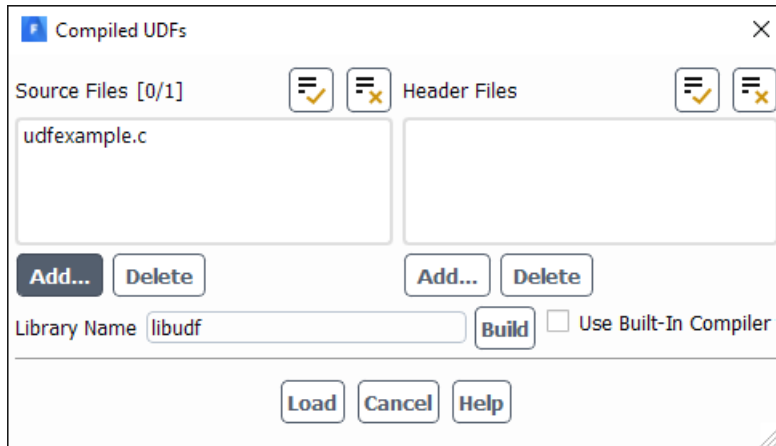 Compiled UDFs
Source Files [0/1]
Header Files
udfexample.c
Add...
Delete
Add...
Delete
Library Name
libudf
Build
Use Built-In Compiler
Load
Cancel
Help